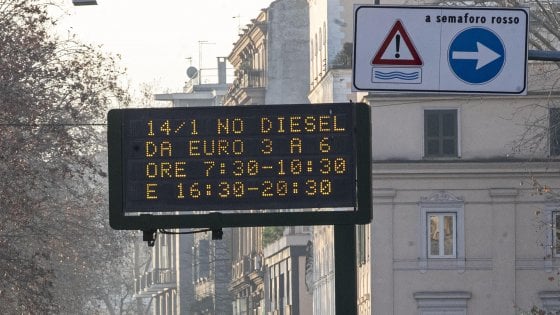 a semaforo rosso
14/1 NO DIESEL
DA EURO 3 A 6
ORE 7:30-10:30
E 16:30-20:30